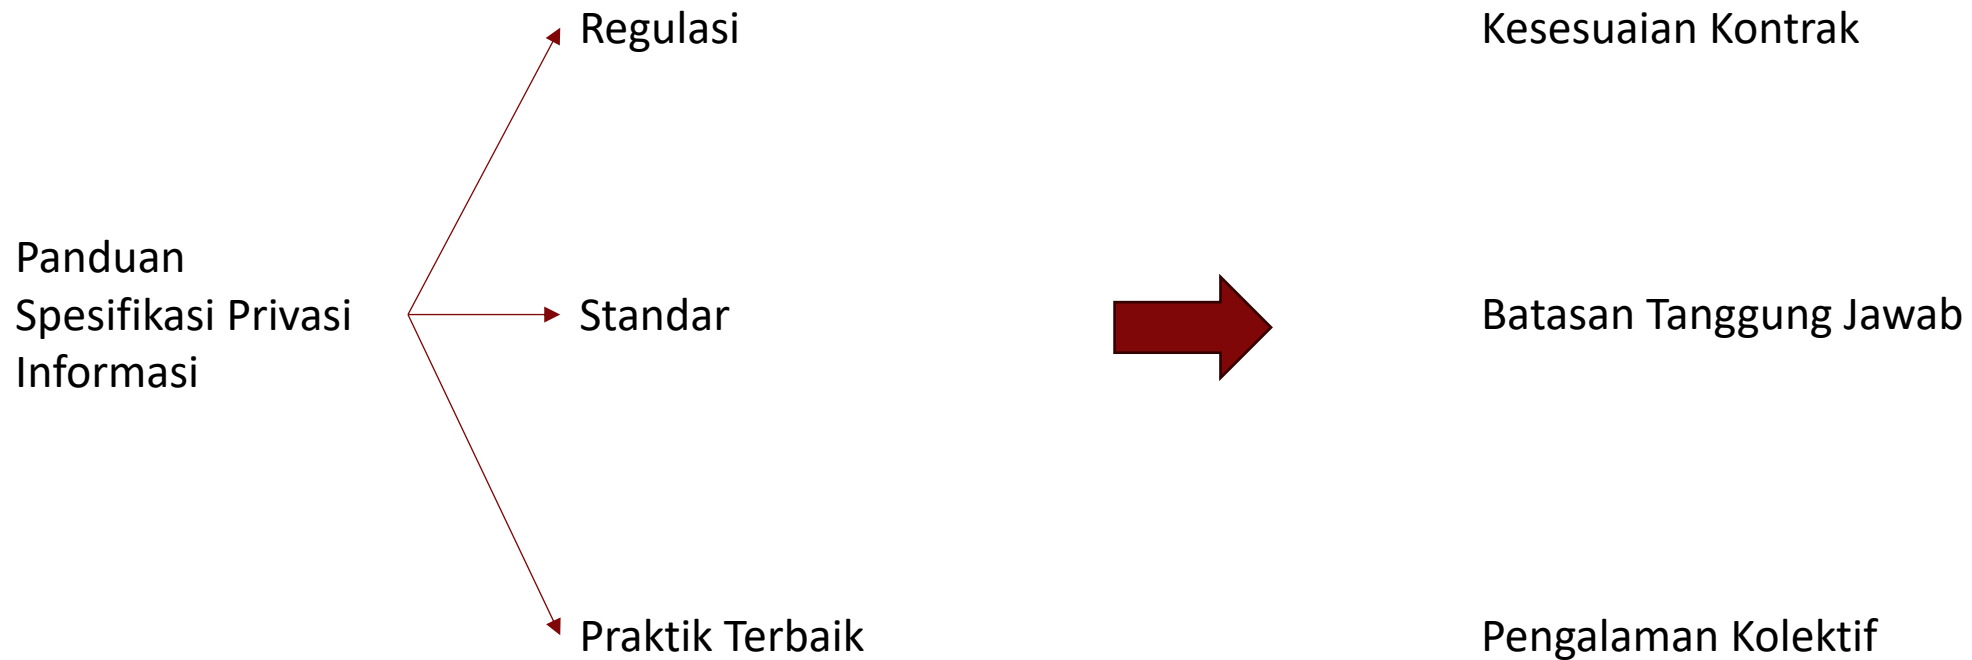 Regulasi
Kesesuaian Kontrak
Panduan
Spesifikasi Privasi
Informasi
Standar
Batasan Tanggung Jawab
Praktik Terbaik
Pengalaman Kolektif